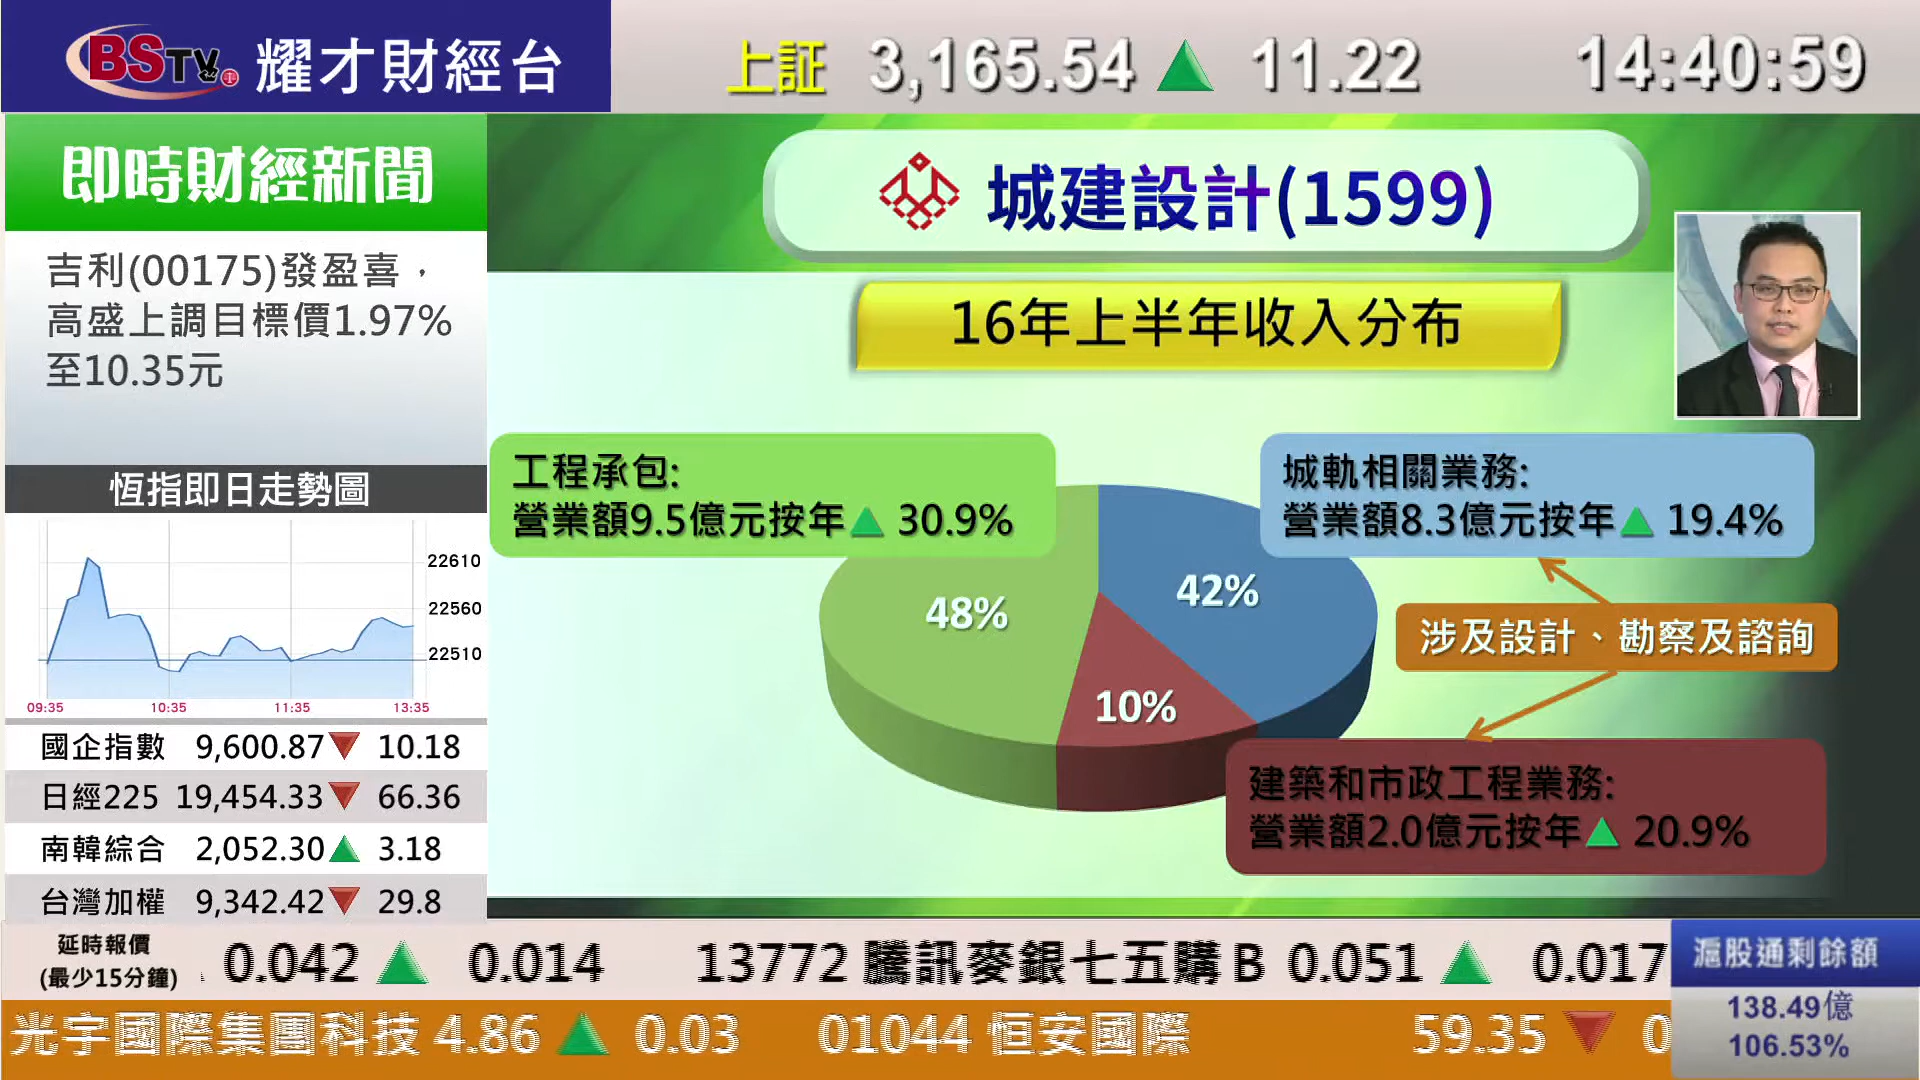 BSTV 耀才財經台
上証 3,165.54 ▲ 11.22 14:40:59
即時財經新聞
吉利(00175)發盈喜，
高盛上調目標價1.97%
至10.35元
恆指即日走勢圖
22610
22560
22510
09:35 10:35 11:35 13:35
國企指數 9,600.87 ▼ 10.18
日經225 19,454.33 ▼ 66.36
南韓綜合 2,052.30 ▲ 3.18
台灣加權 9,342.42 ▼ 29.8
城建設計(1599)
16年上半年收入分布
工程承包:
營業額9.5億元按年▲ 30.9%
城軌相關業務:
營業額8.3億元按年▲ 19.4%
48%
42%
10%
涉及設計、勘察及諮詢
建築和市政工程業務:
營業額2.0億元按年▲ 20.9%
延時報價
(最少15分鐘)
0.042 ▲ 0.014 13772 騰訊麥銀七五購B 0.051 ▲ 0.017
光宇國際集團科技 4.86 ▲ 0.03 01044 恒安國際 59.35 ▼ 0
滬股通剩餘額
138.49億
106.53%